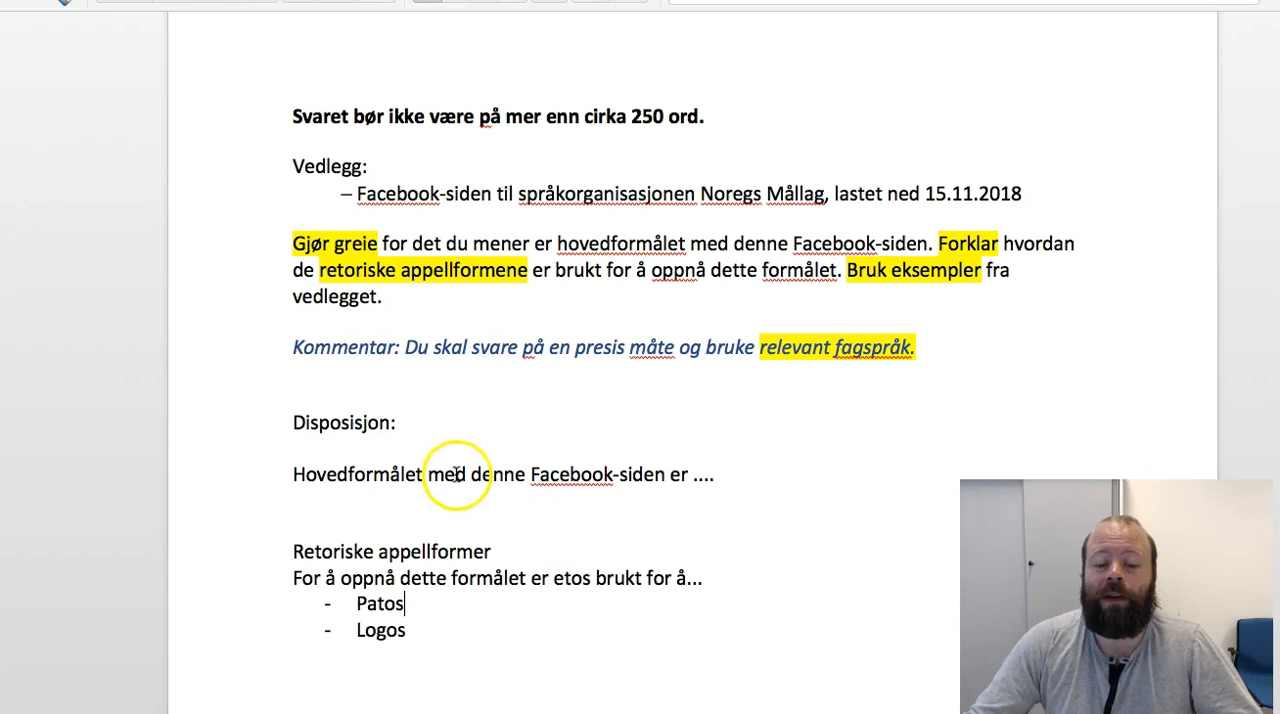 Svaret bør ikke være på mer enn cirka 250 ord.
Vedlegg:
– Facebook-siden til språkorganisasjonen Noregs Mållag, lastet ned 15.11.2018
Gjør greie for det du mener er hovedformålet med denne Facebook-siden. Forklar hvordan
de retoriske appellformene er brukt for å oppnå dette formålet. Bruk eksempler fra
vedlegget.
Kommentar: Du skal svare på en presis måte og bruke relevant fagspråk.
Disposisjon:
Hovedformålet med denne Facebook-siden er ....
Retoriske appellformer
For å oppnå dette formålet er etos brukt for å...
- Patos
- Logos